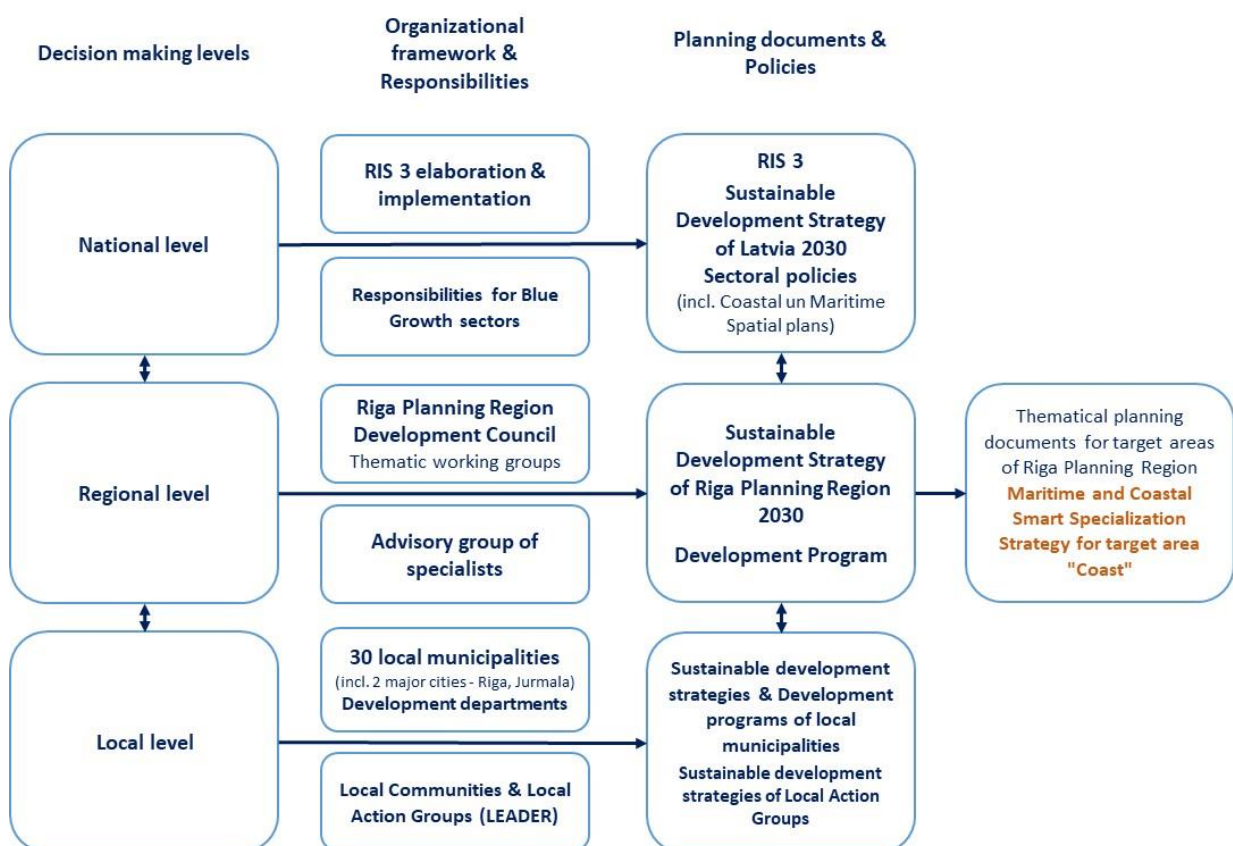 Decision making levels
Organizational
framework &
Responsibilities
Planning documents &
Policies
National level
RIS 3 elaboration &
implementation
Responsibilities for Blue
Growth sectors
RIS 3
Sustainable
Development Strategy
of Latvia 2030
Sectoral policies
(incl. Coastal un Maritime
Spatial plans)
Regional level
Riga Planning Region
Development Council
Thematic working groups
Advisory group of
specialists
Sustainable
Development Strategy
of Riga Planning Region
2030
Development Program
Thematical planning
documents for target areas
of Riga Planning Region
Maritime and Coastal
Smart Specialization
Strategy for target area
"Coast"
Local level
30 local municipalities
(incl. 2 major cities - Riga, Jurmala)
Development departments
Local Communities & Local
Action Groups (LEADER)
Sustainable development
strategies & Development
programs of local
municipalities
Sustainable development
strategies of Local Action
Groups